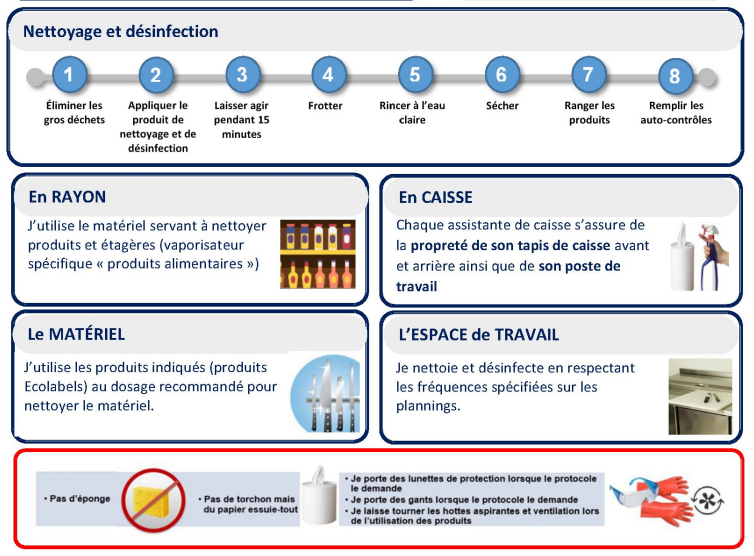 Nettoyage et désinfection
1
2
3
4
5
6
7
8
Éliminer les
gros déchets
Appliquer le
produit de
nettoyage et de
désinfection
Laisser agir
pendant 15
minutes
Frotter
Rincer à l'eau
claire
Sécher
Ranger les
produits
Remplir les
auto-contrôles
En RAYON
J'utilise le matériel servant à nettoyer
produits et étagères (vaporisateur
spécifique « produits alimentaires »)
En CAISSE
Chaque assistante de caisse s'assure de
la propreté de son tapis de caisse avant
et arrière ainsi que de son poste de
travail
Le MATÉRIEL
J'utilise les produits indiqués (produits
Ecolabels) au dosage recommandé pour
nettoyer le matériel.
L'ESPACE de TRAVAIL
Je nettoie et désinfecte en respectant
les fréquences spécifiées sur les
plannings.
• Pas d'éponge
• Pas de torchon mais
du papier essuie-tout
• Je porte des lunettes de protection lorsque le protocole
le demande
• Je porte des gants lorsque le protocole le demande
• Je laisse tourner les hottes aspirantes et ventilation lors
de l'utilisation des produits